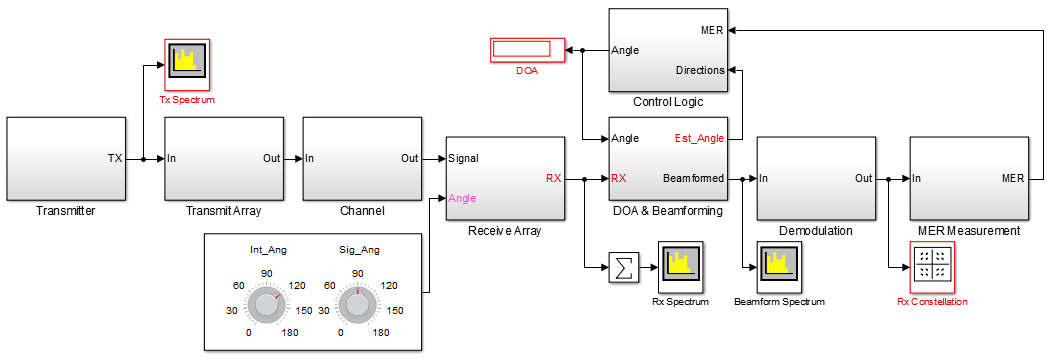 MER
Angle
Directions
DOA
Control Logic
Tx Spectrum
TX
In
Out
In
Out
Signal
Angle
RX
Angle
RX
Est_Angle
Beamformed
In
Out
In
MER
Transmitter
Transmit Array
Channel
Receive Array
DOA & Beamforming
Demodulation
MER Measurement
Int_Ang
0
30
60
90
120
150
180
Sig_Ang
0
30
60
90
120
150
180
Σ
Rx Spectrum
Beamform Spectrum
Rx Constellation